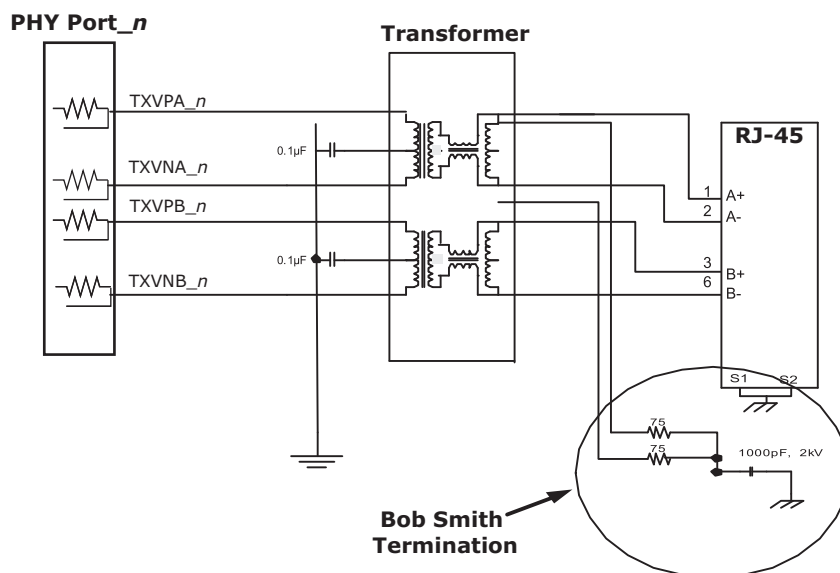 PHY Port_n
Transformer
TXVPA_n
0.1µF
RJ-45
TXVNA_n
1
A+
2
A-
TXVPB_n
0.1µF
3
B+
6
B-
TXVNB_n
S1
S2
75
75
1000pF, 2kV
Bob Smith
Termination